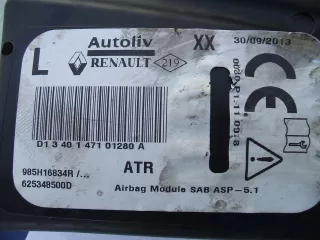 Autoliv XX 30/09/2013
L RENAULT 219
CE
D1 3 40 1 471 01280 A
985H16834R /...
625348500D
ATR
Airbag Module SAB ASP-5.1